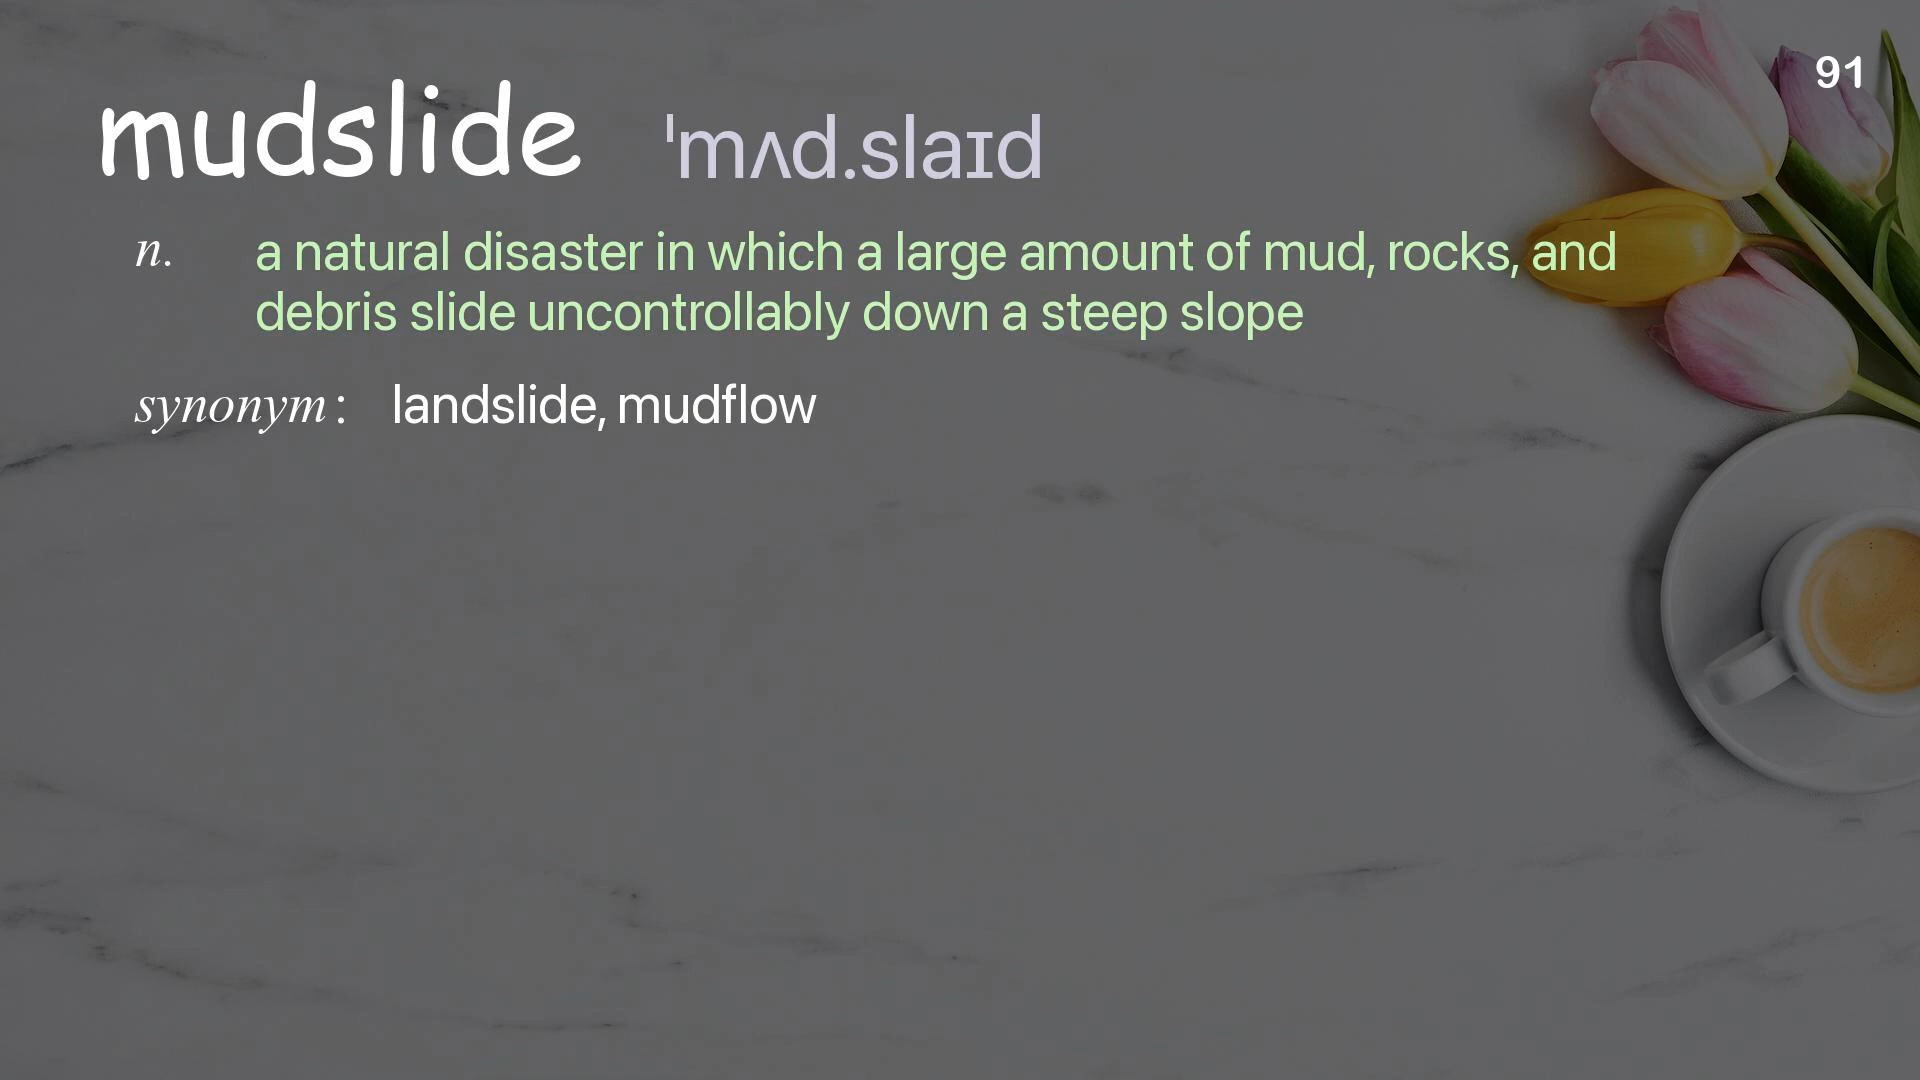 91
mudslide ˈmʌd.slaɪd
n. a natural disaster in which a large amount of mud, rocks, and
debris slide uncontrollably down a steep slope
synonym: landslide, mudflow